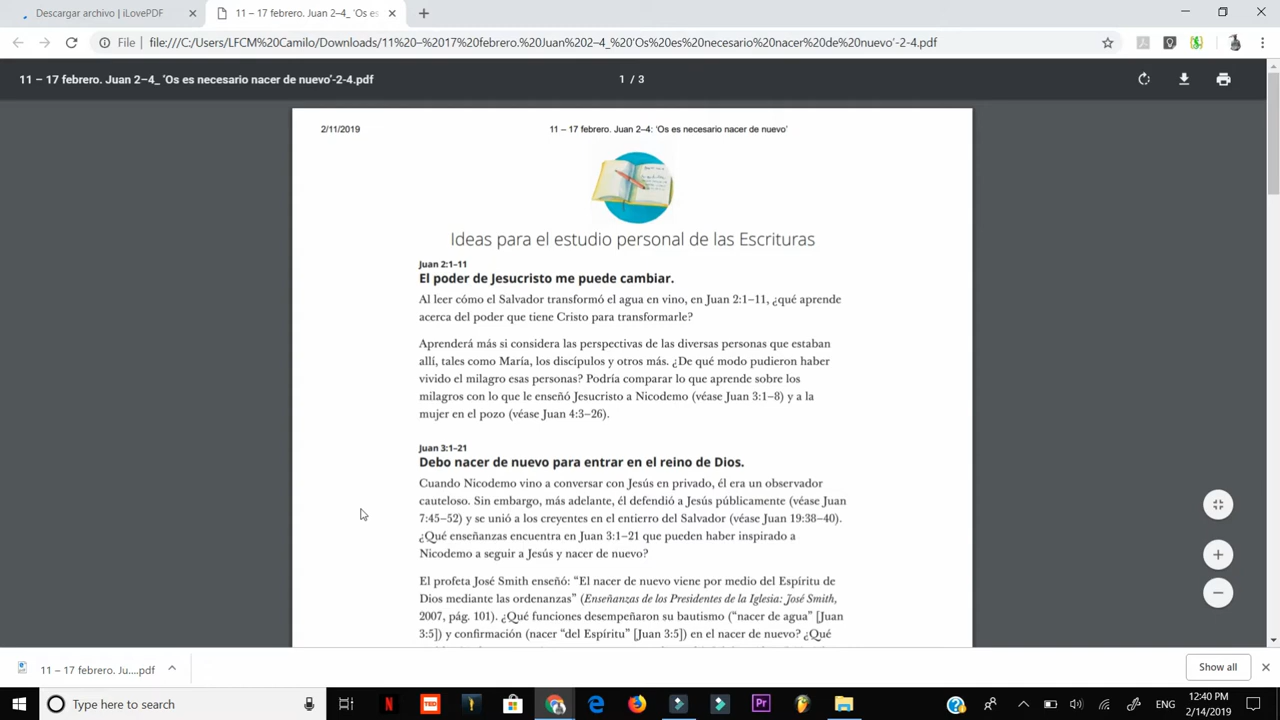 Descargar archivo | iLovePDF
11 – 17 febrero. Juan 2–4_ 'Os es
File
file:///C:/Users/LFCM%20Camilo/Downloads/11%20–%2017%20febrero.%20Juan%202–4_%20'Os%20es%20necesario%20nacer%20de%20nuevo'-2-4.pdf
11 – 17 febrero. Juan 2–4_ 'Os es necesario nacer de nuevo'-2-4.pdf
1 / 3
2/11/2019
11 – 17 febrero. Juan 2–4: 'Os es necesario nacer de nuevo'
Ideas para el estudio personal de las Escrituras
Juan 2:1–11
El poder de Jesucristo me puede cambiar.
Al leer cómo el Salvador transformó el agua en vino, en Juan 2:1–11, ¿qué aprende
acerca del poder que tiene Cristo para transformarle?
Aprenderá más si considera las perspectivas de las diversas personas que estaban
allí, tales como María, los discípulos y otros más. ¿De qué modo pudieron haber
vivido el milagro esas personas? Podría comparar lo que aprende sobre los
milagros con lo que le enseñó Jesucristo a Nicodemo (véase Juan 3:1–8) y a la
mujer en el pozo (véase Juan 4:3–26).
Juan 3:1–21
Debo nacer de nuevo para entrar en el reino de Dios.
Cuando Nicodemo vino a conversar con Jesús en privado, él era un observador
cauteloso. Sin embargo, más adelante, él defendió a Jesús públicamente (véase Juan
7:45–52) y se unió a los creyentes en el entierro del Salvador (véase Juan 19:38–40).
¿Qué enseñanzas encuentra en Juan 3:1–21 que pueden haber inspirado a
Nicodemo a seguir a Jesús y nacer de nuevo?
El profeta José Smith enseñó: “El nacer de nuevo viene por medio del Espíritu de
Dios mediante las ordenanzas” (Enseñanzas de los Presidentes de la Iglesia: José Smith,
2007, pág. 101). ¿Qué funciones desempeñaron su bautismo (“nacer de agua” [Juan
3:5]) y confirmación (nacer “del Espíritu” [Juan 3:5]) en el nacer de nuevo? ¿Qué
11 – 17 febrero. Ju....pdf
Show all
Type here to search
N
TED
Pr
ENG
12:40 PM
2/14/2019